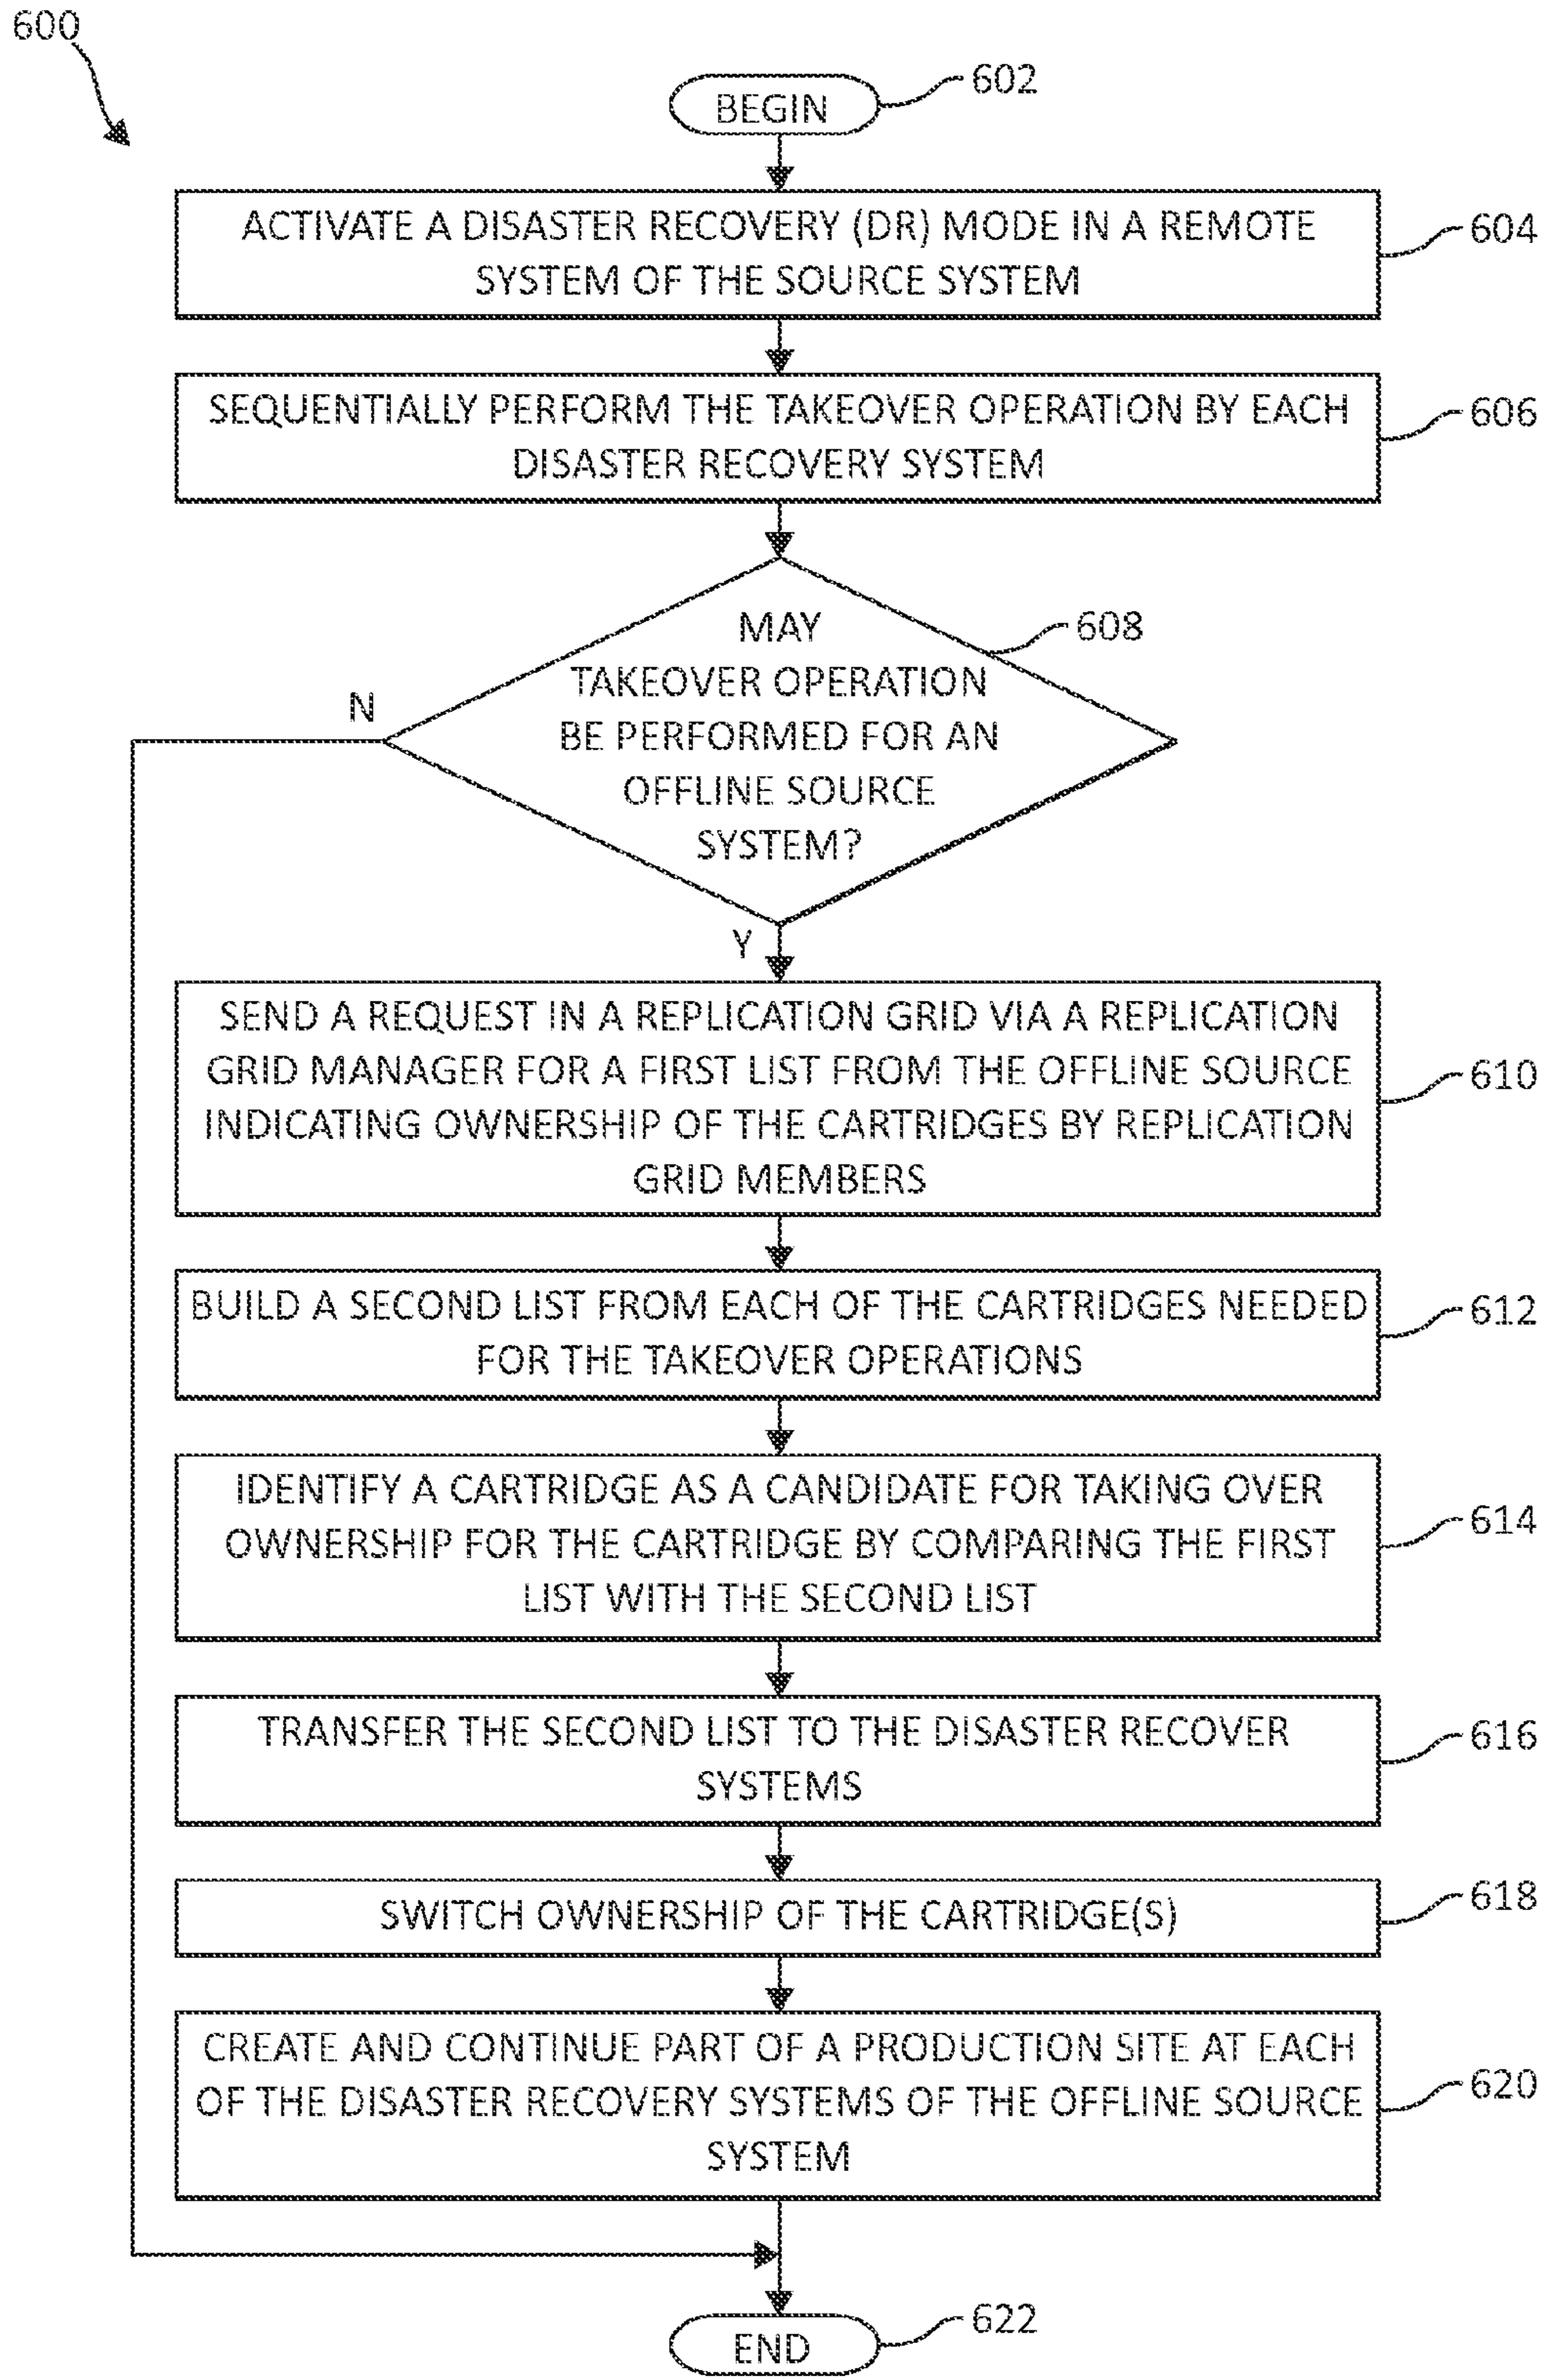 600
BEGIN
602
ACTIVATE A DISASTER RECOVERY (DR) MODE IN A REMOTE
SYSTEM OF THE SOURCE SYSTEM
604
SEQUENTIALLY PERFORM THE TAKEOVER OPERATION BY EACH
DISASTER RECOVERY SYSTEM
606
MAY
TAKEOVER OPERATION
BE PERFORMED FOR AN
OFFLINE SOURCE
SYSTEM?
608
N
Y
SEND A REQUEST IN A REPLICATION GRID VIA A REPLICATION
GRID MANAGER FOR A FIRST LIST FROM THE OFFLINE SOURCE
INDICATING OWNERSHIP OF THE CARTRIDGES BY REPLICATION
GRID MEMBERS
610
BUILD A SECOND LIST FROM EACH OF THE CARTRIDGES NEEDED
FOR THE TAKEOVER OPERATIONS
612
IDENTIFY A CARTRIDGE AS A CANDIDATE FOR TAKING OVER
OWNERSHIP FOR THE CARTRIDGE BY COMPARING THE FIRST
LIST WITH THE SECOND LIST
614
TRANSFER THE SECOND LIST TO THE DISASTER RECOVER
SYSTEMS
616
SWITCH OWNERSHIP OF THE CARTRIDGE(S)
618
CREATE AND CONTINUE PART OF A PRODUCTION SITE AT EACH
OF THE DISASTER RECOVERY SYSTEMS OF THE OFFLINE SOURCE
SYSTEM
620
END
622